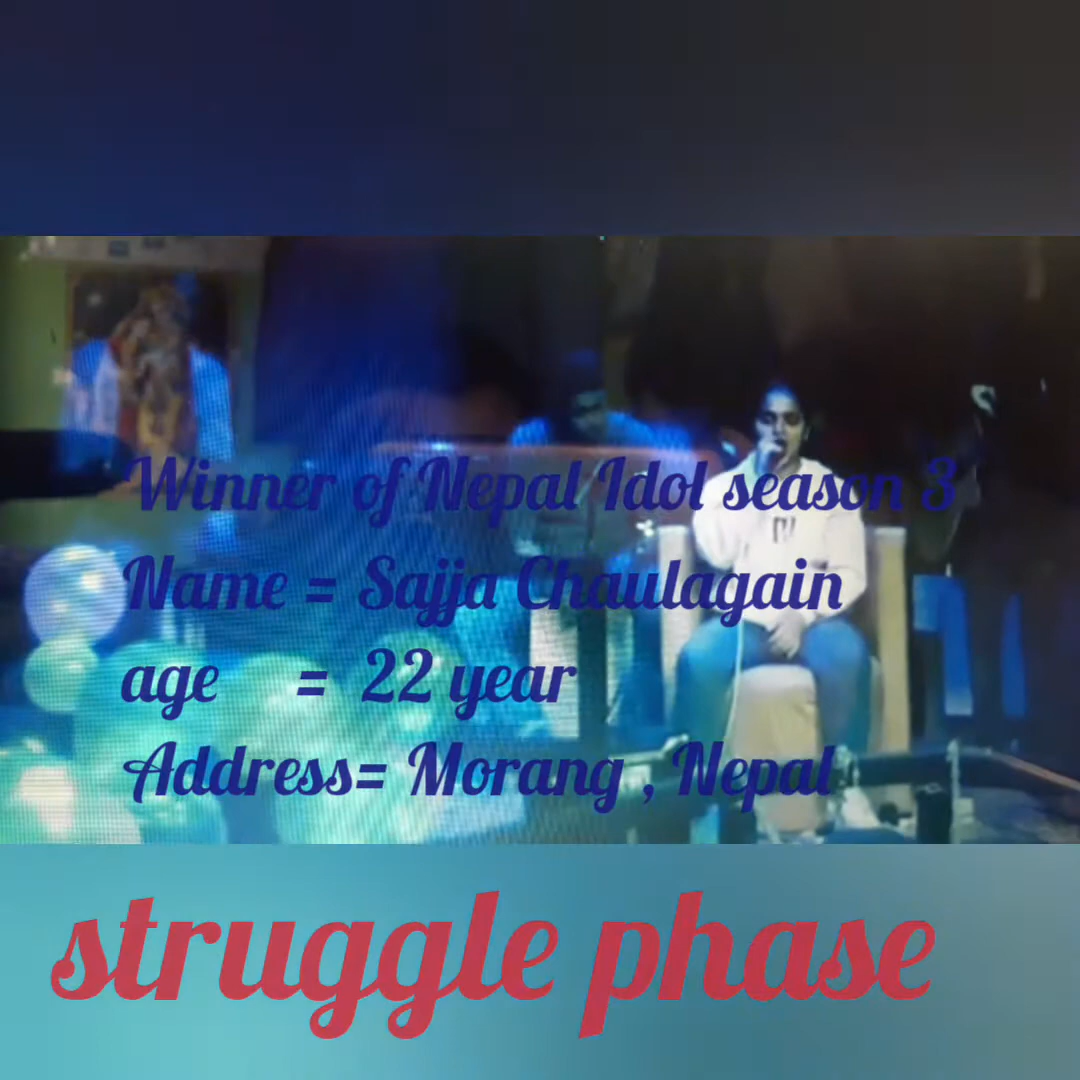 Winner of Nepal Idol season 3
Name = Sajja Chaulagain
age = 22 year
Address= Morang , Nepal
struggle phase